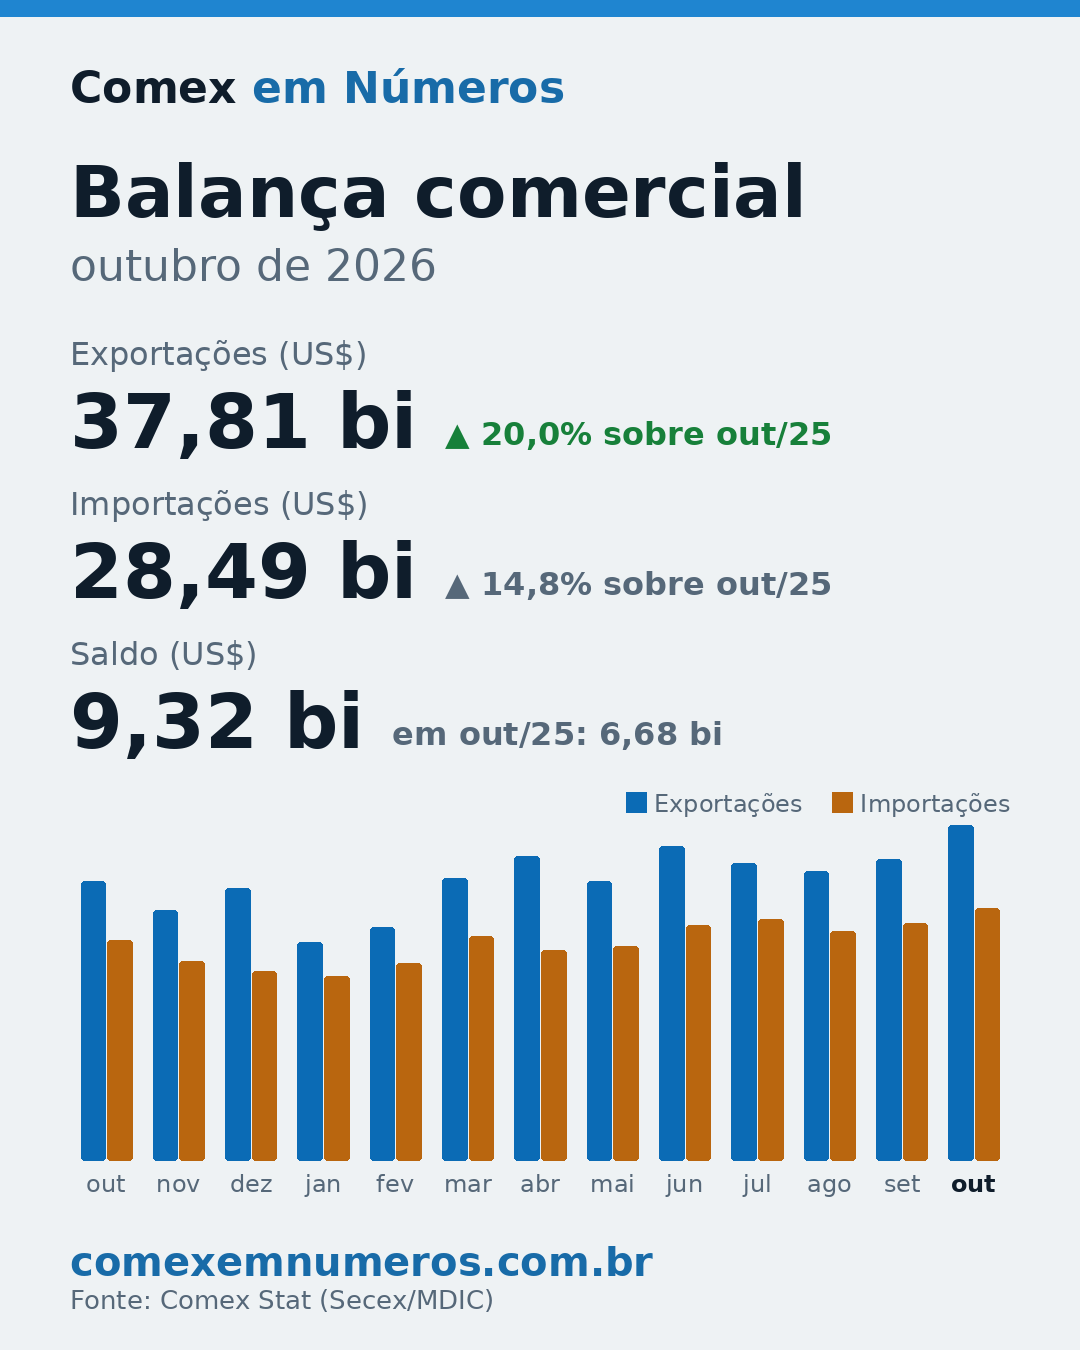 Comex em Números
Balança comercial
outubro de 2026
Exportações (US$)
37,81 bi ▲ 20,0% sobre out/25
Importações (US$)
28,49 bi ▲ 14,8% sobre out/25
Saldo (US$)
9,32 bi em out/25: 6,68 bi
Exportações Importações
out nov dez jan fev mar abr mai jun jul ago set out
comexemnumeros.com.br
Fonte: Comex Stat (Secex/MDIC)